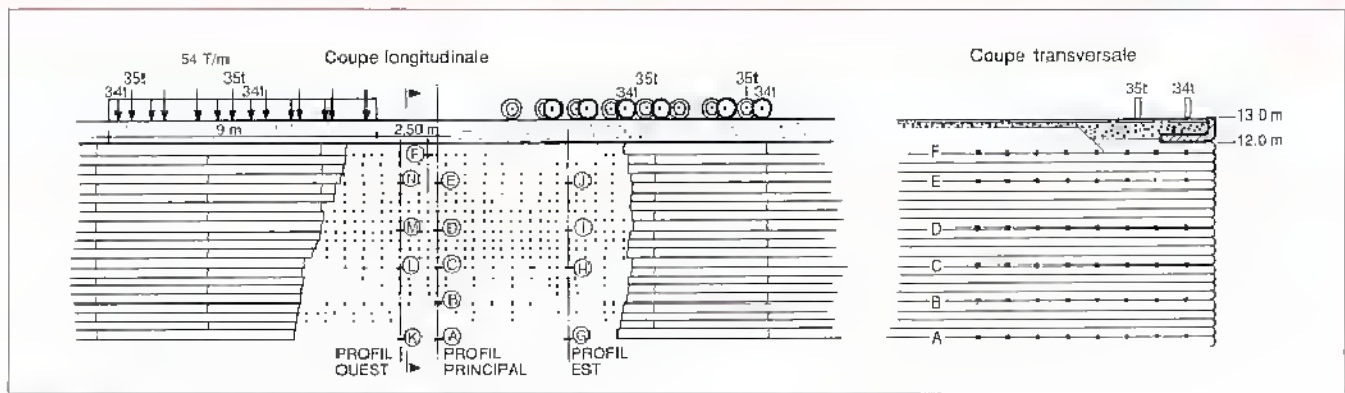 Coupe longitudinale
54 T/m
35t
34t
35t
34t
9 m
2,50 m
35t
34t
35t
34t
F
N
E
J
M
D
I
L
C
H
B
K
A
G
PROFIL OUEST
PROFIL PRINCIPAL
PROFIL EST
Coupe transversale
35t
34t
13.0 m
12.0 m
F
E
D
C
B
A